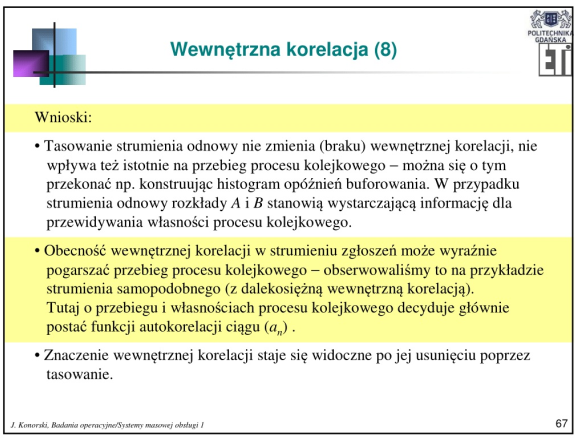 POLITECHNIKA
GDAŃSKA
ETi
Wewnętrzna korelacja (8)
Wnioski:
• Tasowanie strumienia odnowy nie zmienia (braku) wewnętrznej korelacji, nie
wpływa też istotnie na przebieg procesu kolejkowego − można się o tym
przekonać np. konstruując histogram opóźnień buforowania. W przypadku
strumienia odnowy rozkłady A i B stanowią wystarczającą informację dla
przewidywania własności procesu kolejkowego.
• Obecność wewnętrznej korelacji w strumieniu zgłoszeń może wyraźnie
pogarszać przebieg procesu kolejkowego − obserwowaliśmy to na przykładzie
strumienia samopodobnego (z dalekosiężną wewnętrzną korelacją).
Tutaj o przebiegu i własnościach procesu kolejkowego decyduje głównie
postać funkcji autokorelacji ciągu (aₙ) .
• Znaczenie wewnętrznej korelacji staje się widoczne po jej usunięciu poprzez
tasowanie.
J. Konorski, Badania operacyjne/Systemy masowej obsługi 1
67